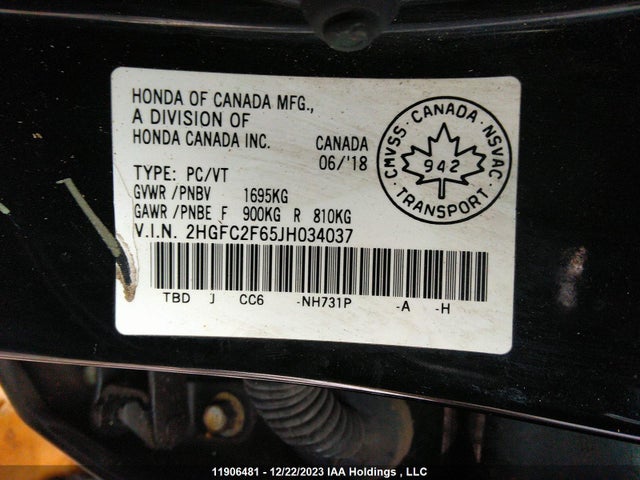 HONDA OF CANADA MFG.,
A DIVISION OF
HONDA CANADA INC.
CANADA
06/'18
CMVSS · CANADA · NSVAC
942
TRANSPORT
TYPE: PC/VT
GVWR /PNBV 1695KG
GAWR /PNBE F 900KG R 810KG
V.I.N. 2HGFC2F65JH034037
TBD J CC6 -NH731P -A -H
11906481 - 12/22/2023 IAA Holdings , LLC